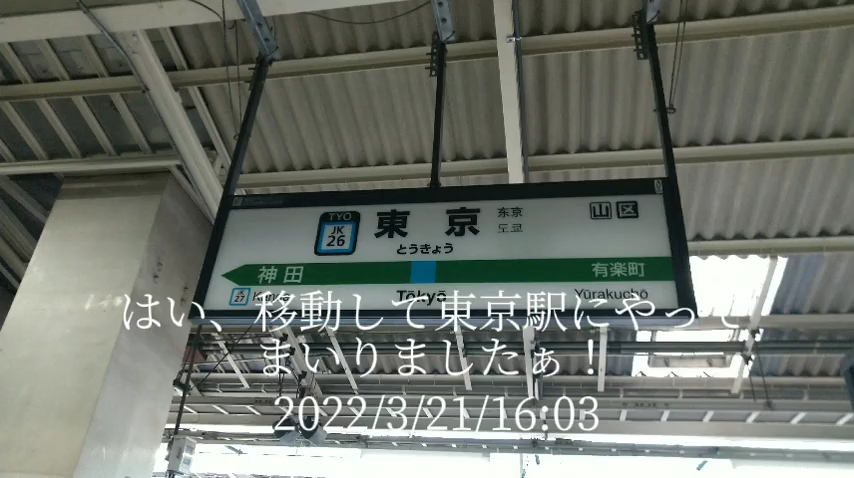 TYO
JK
26
東京
东京
도쿄
とうきょう
山区
神田
有楽町
Tōkyō
Yūrakuchō
はい、移動して東京駅にやって
まいりましたぁ！
2022/3/21/16:03